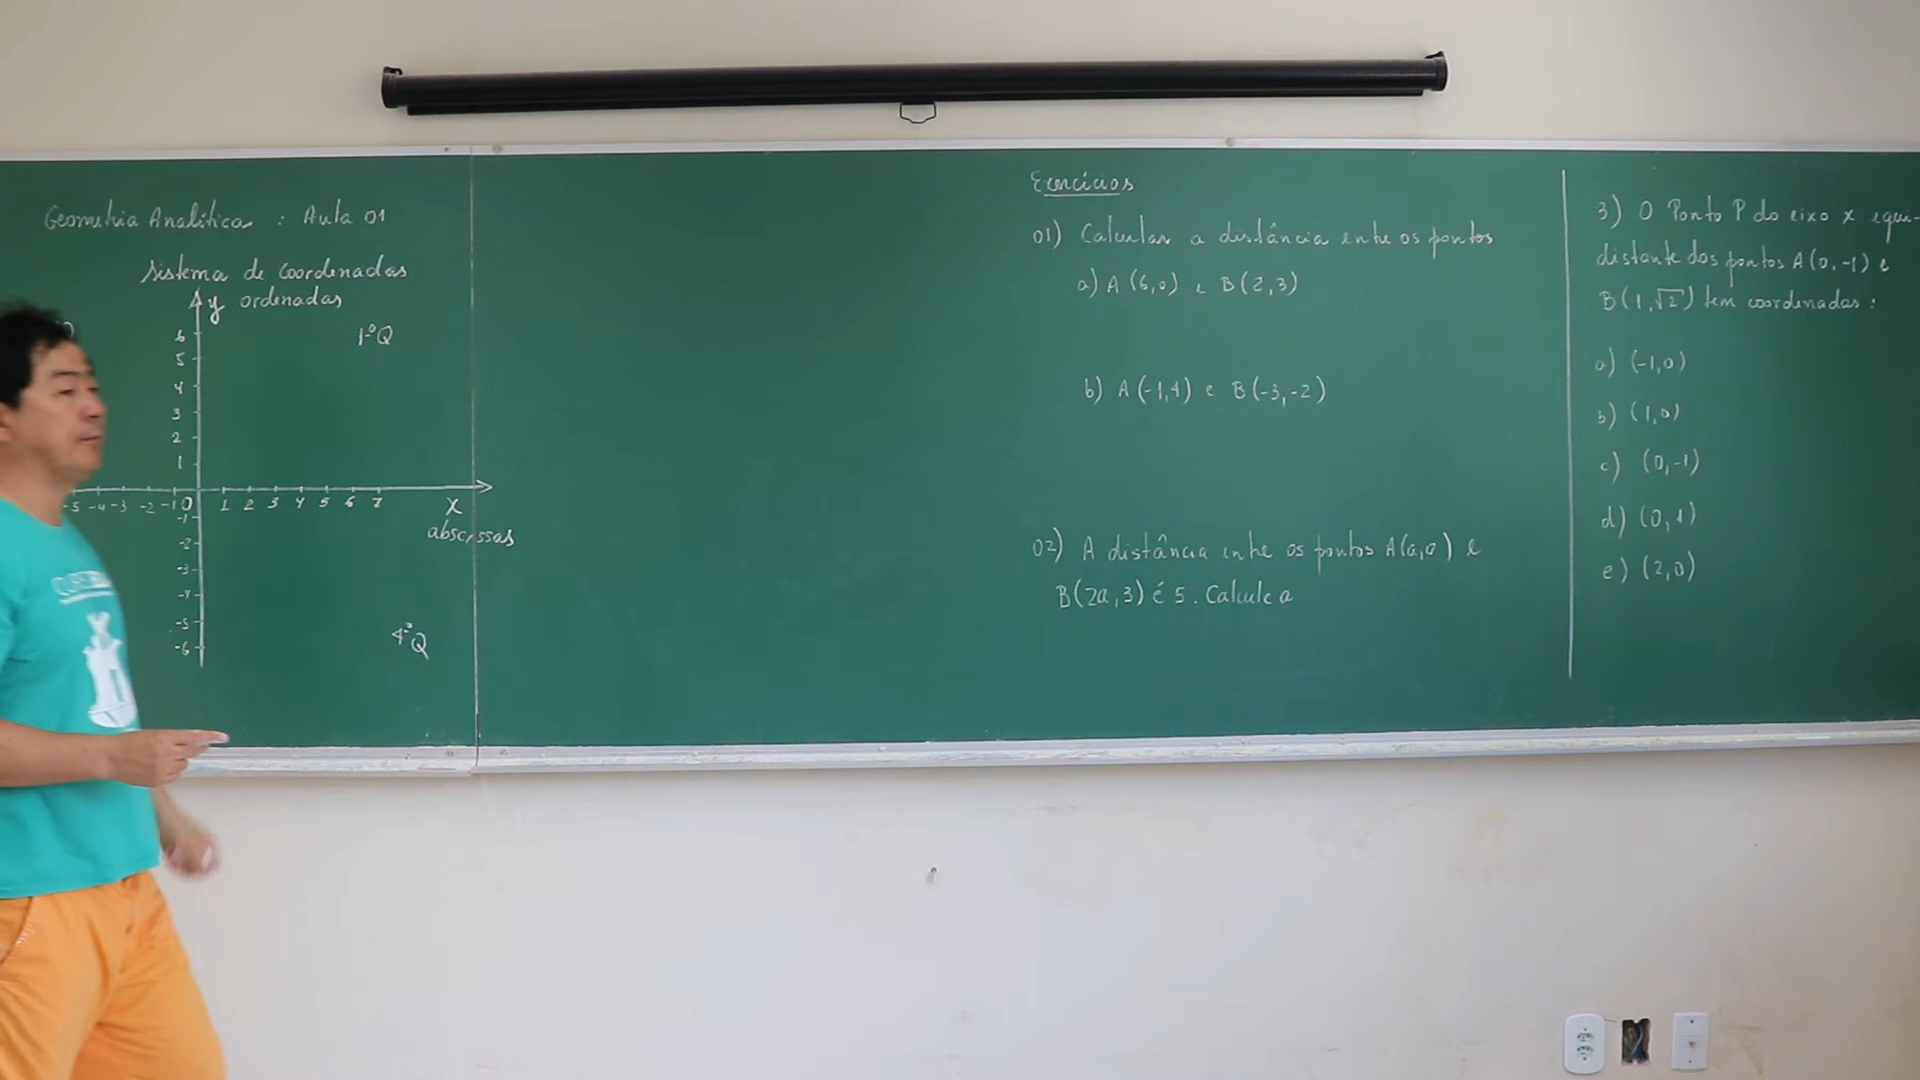 Geometria Analítica : Aula 01
Sistema de Coordenadas
y ordenadas
1ºQ
6
5
4
3
2
1
-5 -4 -3 -2 -1 0 1 2 3 4 5 6 7 x
abscissas
-1
-2
-3
-4
-5
-6
4ºQ
Exercícios
01) Calcular a distância entre os pontos
a) A (6,0) e B(2,3)
b) A (-1,4) e B(-3,-2)
02) A distância entre os pontos A(a,0) e
B(2a,3) é 5. Calcule a
3) O Ponto P do eixo x equi-
distante dos pontos A(0,-1) e
B(1,√2) tem coordenadas:
a) (-1,0)
b) (1,0)
c) (0,-1)
d) (0,1)
e) (2,0)